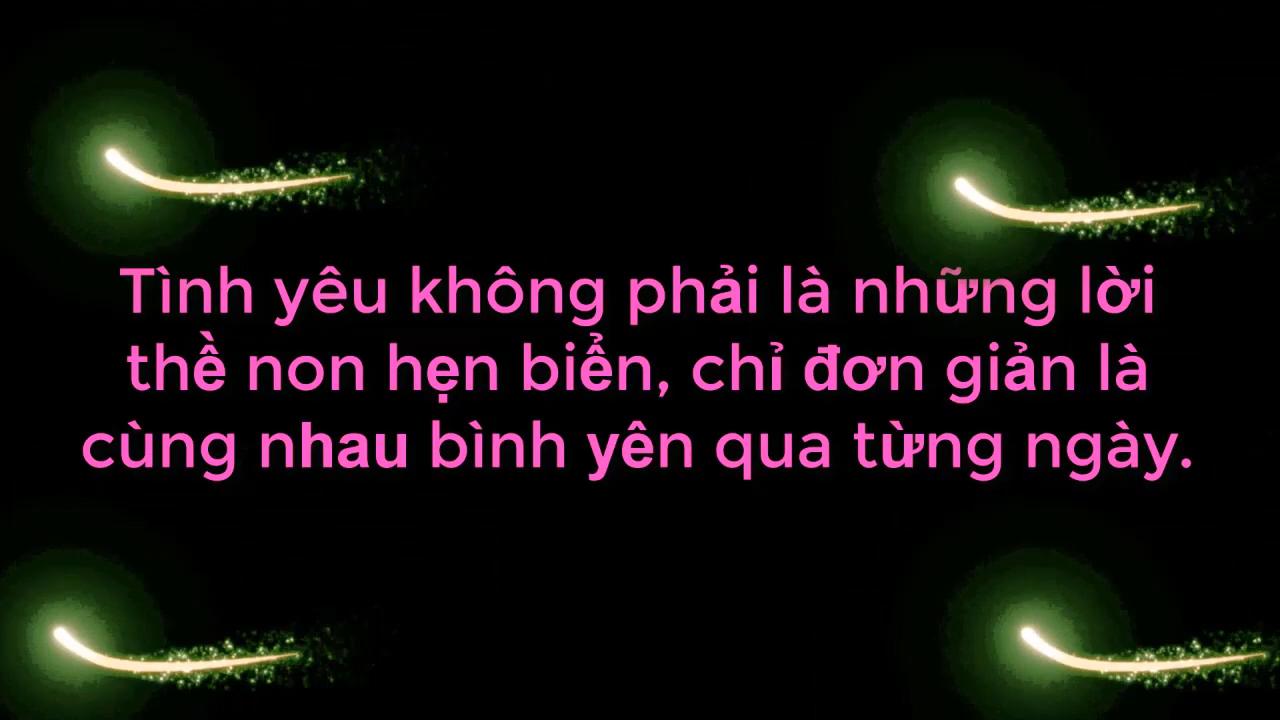 Tình yêu không phải là những lời
thề non hẹn biển, chỉ đơn giản là
cùng nhau bình yên qua từng ngày.